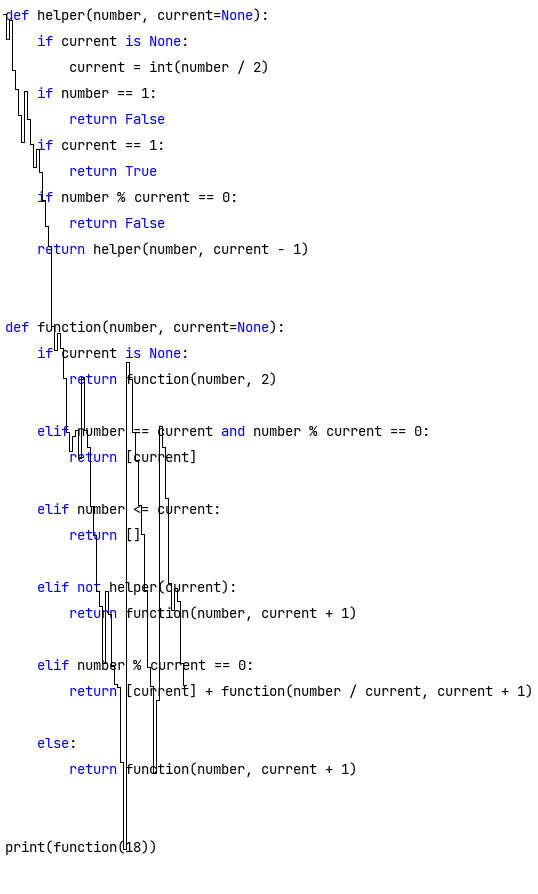 def helper(number, current=None):
    if current is None:
        current = int(number / 2)
    if number == 1:
        return False
    if current == 1:
        return True
    if number % current == 0:
        return False
    return helper(number, current - 1)
def function(number, current=None):
    if current is None:
        return function(number, 2)
    elif number == current and number % current == 0:
        return [current]
    elif number <= current:
        return []
    elif not helper(current):
        return function(number, current + 1)
    elif number % current == 0:
        return [current] + function(number / current, current + 1)
    else:
        return function(number, current + 1)
print(function(18))